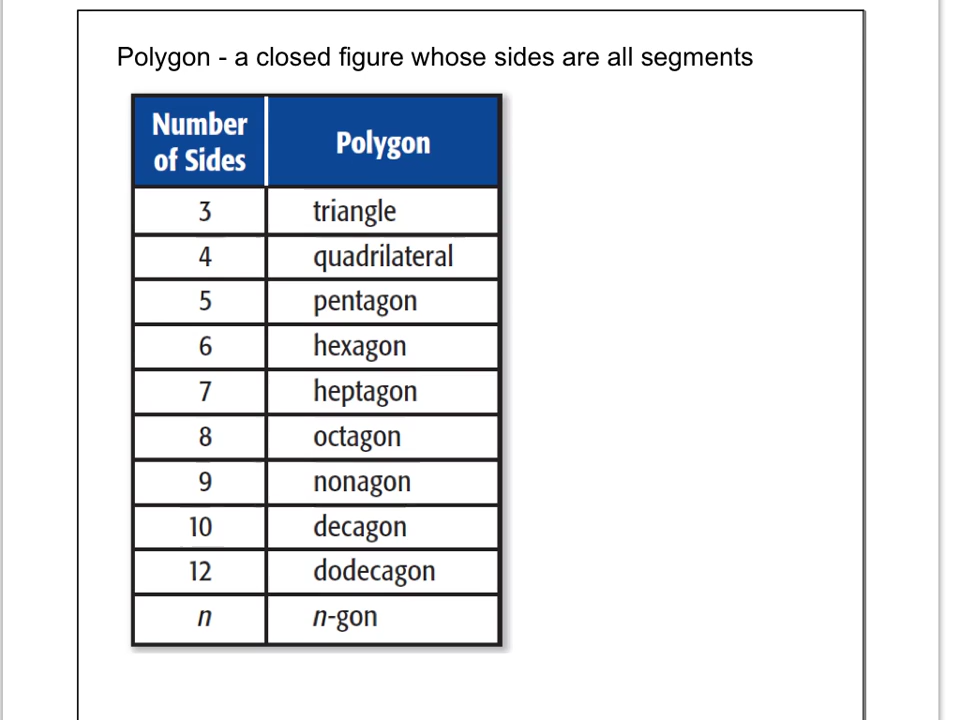 Polygon - a closed figure whose sides are all segments
Number of Sides Polygon
3 triangle
4 quadrilateral
5 pentagon
6 hexagon
7 heptagon
8 octagon
9 nonagon
10 decagon
12 dodecagon
n n-gon